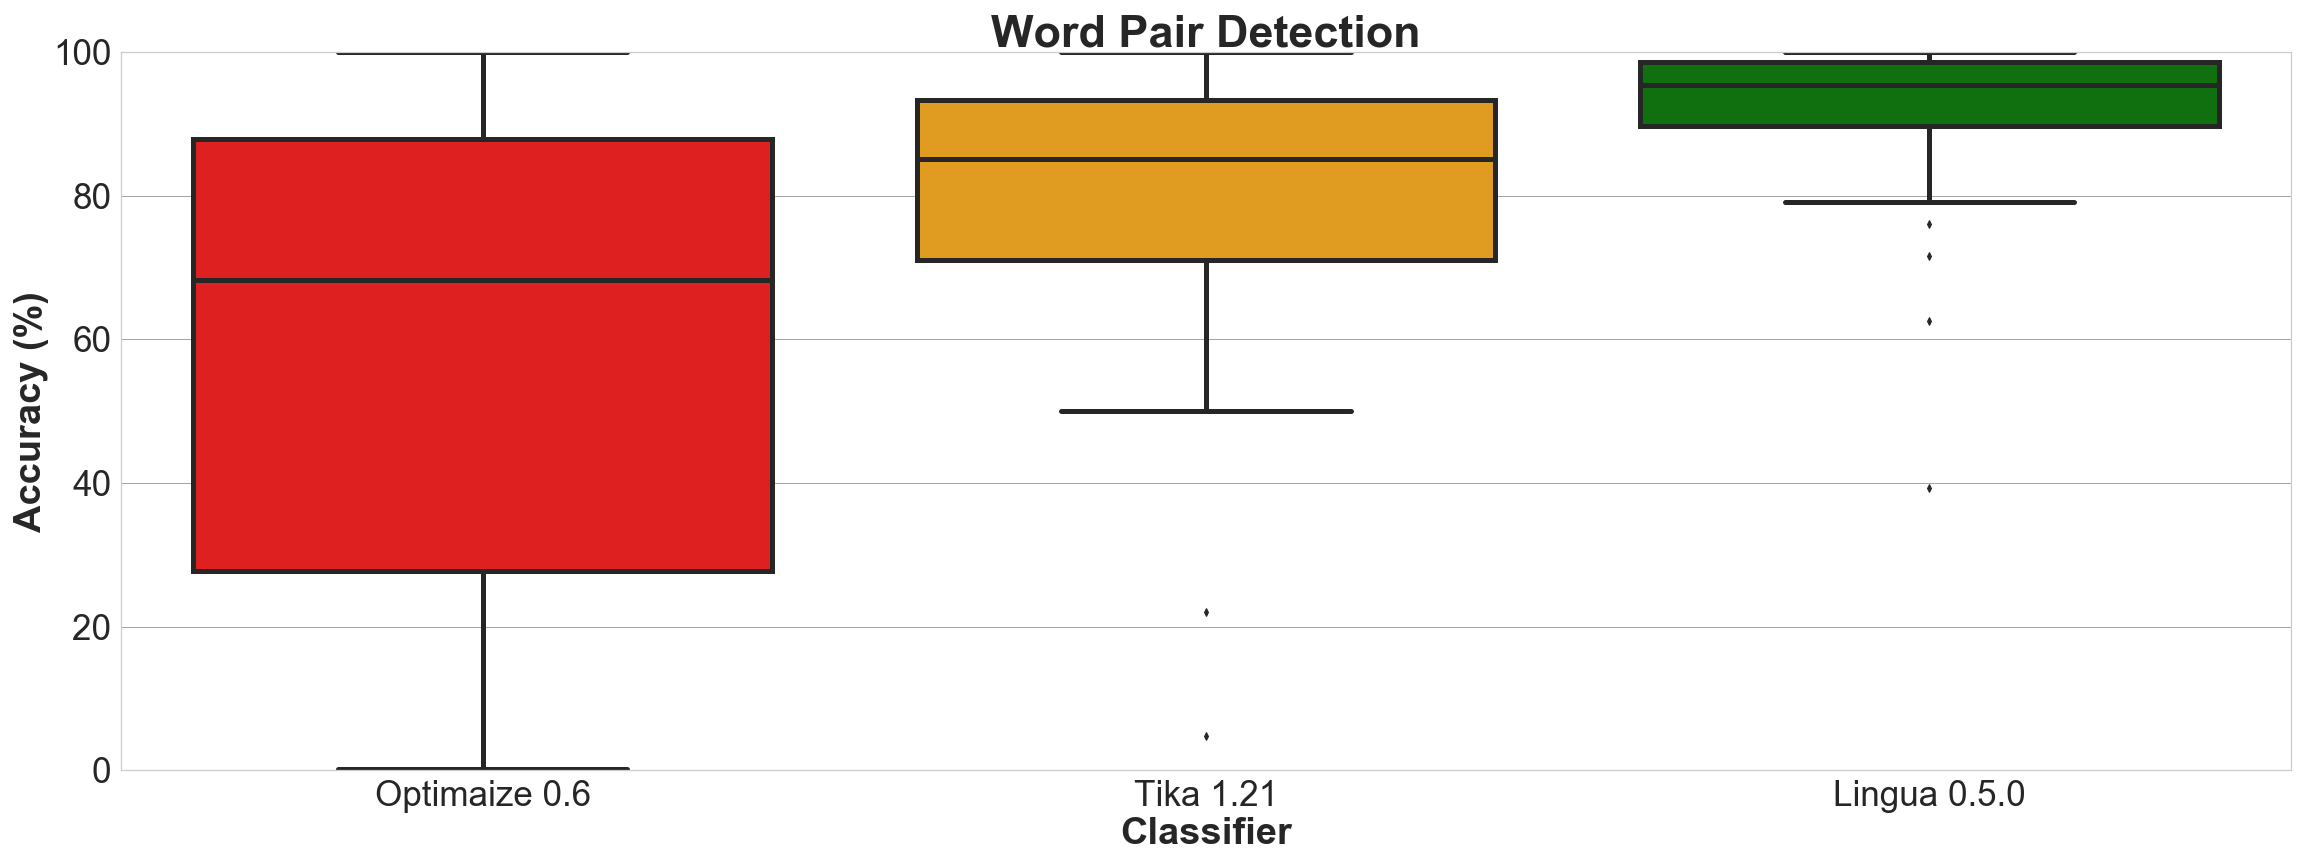 Word Pair Detection
100
80
60
40
20
0
Accuracy (%)
Optimaize 0.6
Tika 1.21
Lingua 0.5.0
Classifier